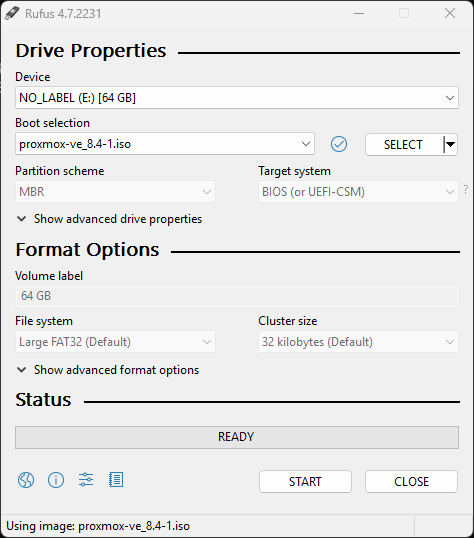 Rufus 4.7.2231
Drive Properties
Device
NO_LABEL (E:) [64 GB]
Boot selection
proxmox-ve_8.4-1.iso
SELECT
Partition scheme
Target system
MBR
BIOS (or UEFI-CSM)
?
Show advanced drive properties
Format Options
Volume label
64 GB
File system
Cluster size
Large FAT32 (Default)
32 kilobytes (Default)
Show advanced format options
Status
READY
START
CLOSE
Using image: proxmox-ve_8.4-1.iso